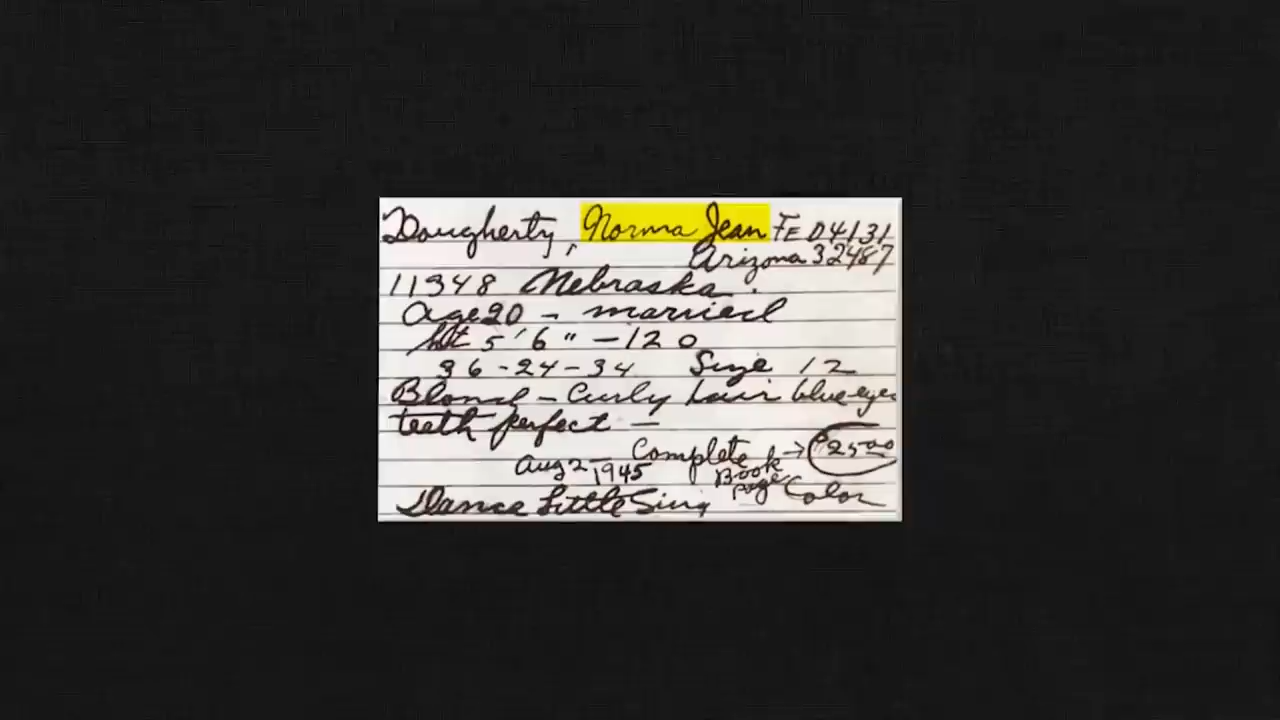 Dougherty, Norma Jean FE 04131
Arizona 32487
11348 Nebraska.
age 20 - married
Ht 5'6" - 120
36-24-34 Size 12
Blond - Curly hair blue eyes
teeth perfect -
Aug 2 - 1945 Complete Book page → $25.00
Color
Dance Little Sing